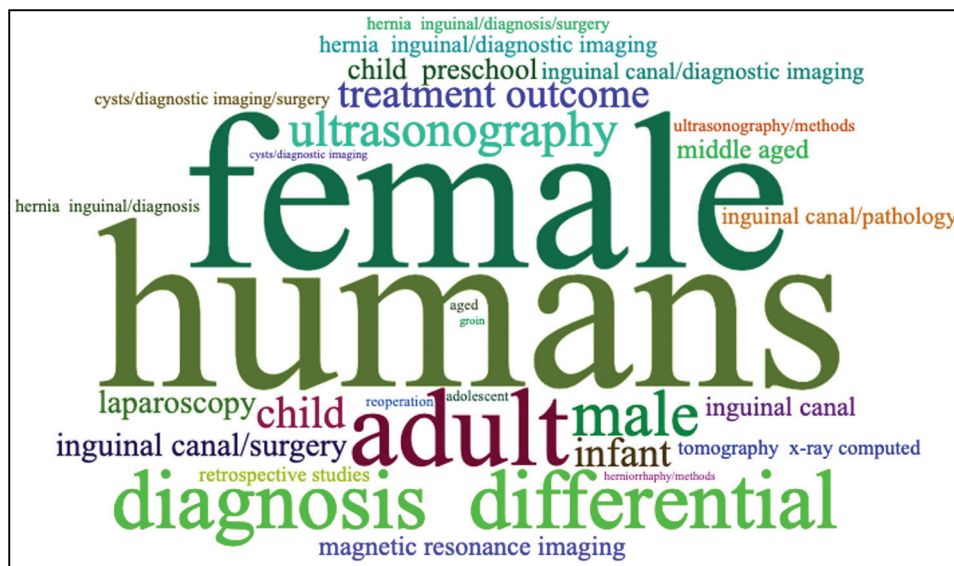 hernia inguinal/diagnosis/surgery
hernia inguinal/diagnostic imaging
child preschool
inguinal canal/diagnostic imaging
cysts/diagnostic imaging/surgery
treatment outcome
ultrasonography
ultrasonography/methods
cysts/diagnostic imaging
middle aged
female
hernia inguinal/diagnosis
inguinal canal/pathology
humans
aged
groin
laparoscopy
child
reoperation
adolescent
adult
male
inguinal canal
inguinal canal/surgery
infant
tomography x-ray computed
retrospective studies
herniorrhaphy/methods
diagnosis differential
magnetic resonance imaging